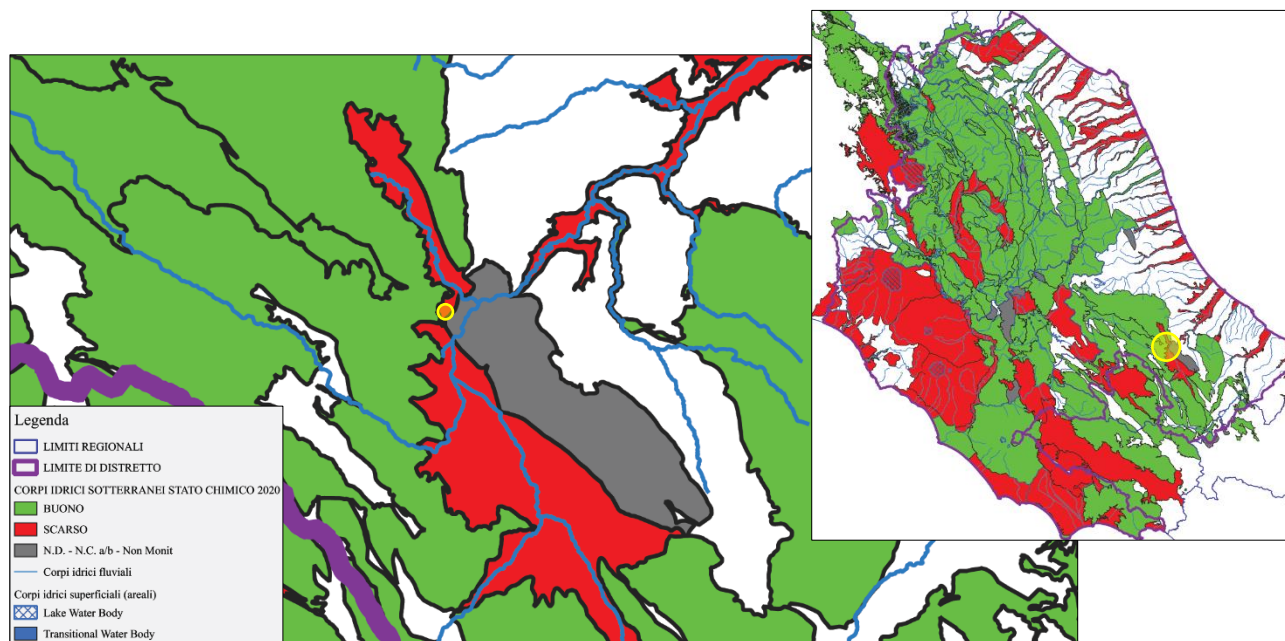 Legenda
LIMITI REGIONALI
LIMITE DI DISTRETTO
CORPI IDRICI SOTTERRANEI STATO CHIMICO 2020
BUONO
SCARSO
N.D. - N.C. a/b - Non Monit
Corpi idrici fluviali
Corpi idrici superficiali (areali)
Lake Water Body
Transitional Water Body